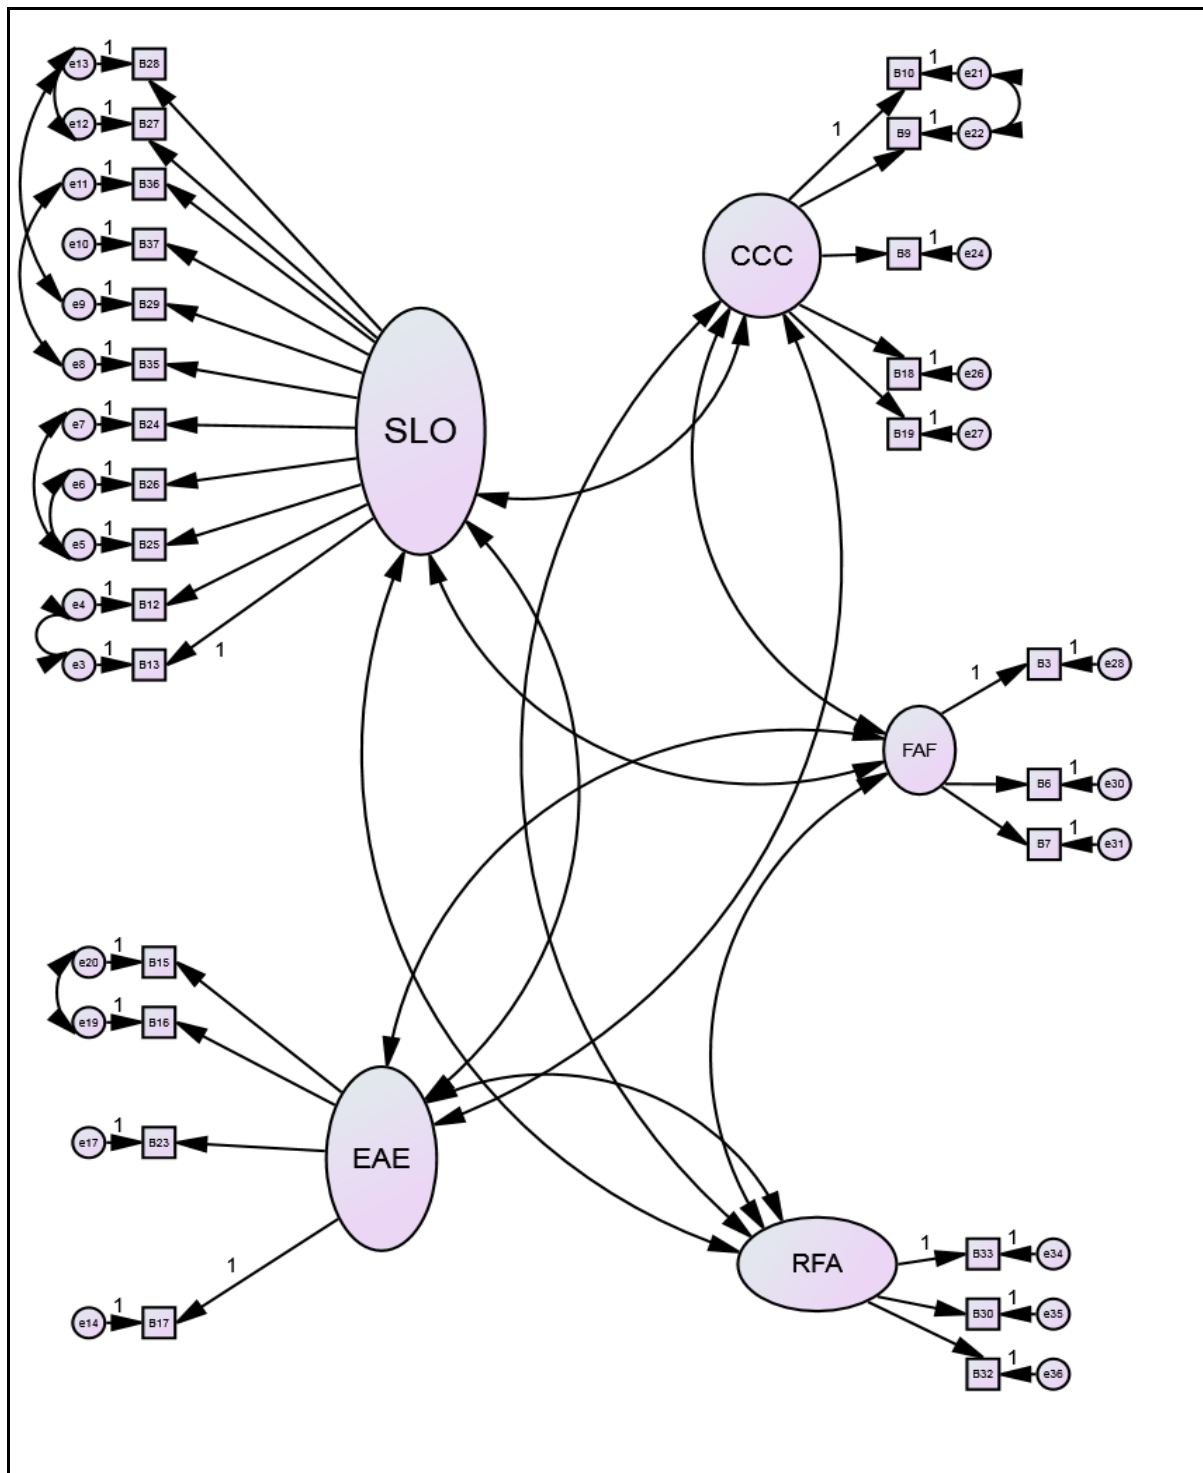 e13 1 B28
e12 1 B27
e11 1 B36
e10 1 B37
e9 1 B29
e8 1 B35
e7 1 B24
e6 1 B26
e5 1 B25
e4 1 B12
e3 1 B13
1
SLO
B10 1 e21
1
B9 1 e22
CCC
B8 1 e24
B18 1 e26
B19 1 e27
1
B3 1 e28
FAF
B6 1 e30
B7 1 e31
e20 1 B15
e19 1 B16
e17 1 B23
EAE
1
e14 1 B17
RFA
1
B33 1 e34
B30 1 e35
B32 1 e36